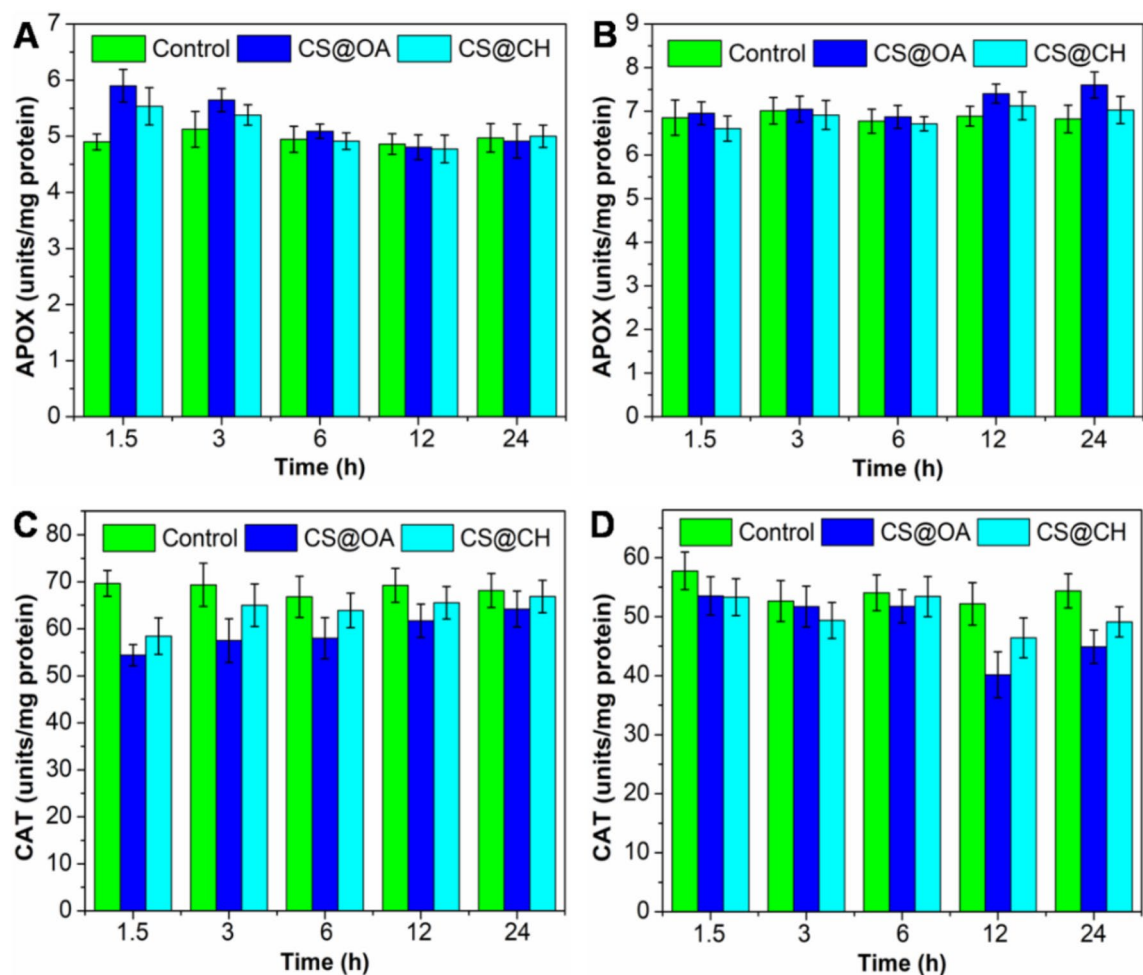 A
Control CS@OA CS@CH
APOX (units/mg protein)
7
6
5
4
3
2
1
0
1.5 3 6 12 24
Time (h)
B
Control CS@OA CS@CH
APOX (units/mg protein)
9
8
7
6
5
4
3
2
1
0
1.5 3 6 12 24
Time (h)
C
Control CS@OA CS@CH
CAT (units/mg protein)
80
70
60
50
40
30
20
10
0
1.5 3 6 12 24
Time (h)
D
Control CS@OA CS@CH
CAT (units/mg protein)
60
50
40
30
20
10
0
1.5 3 6 12 24
Time (h)